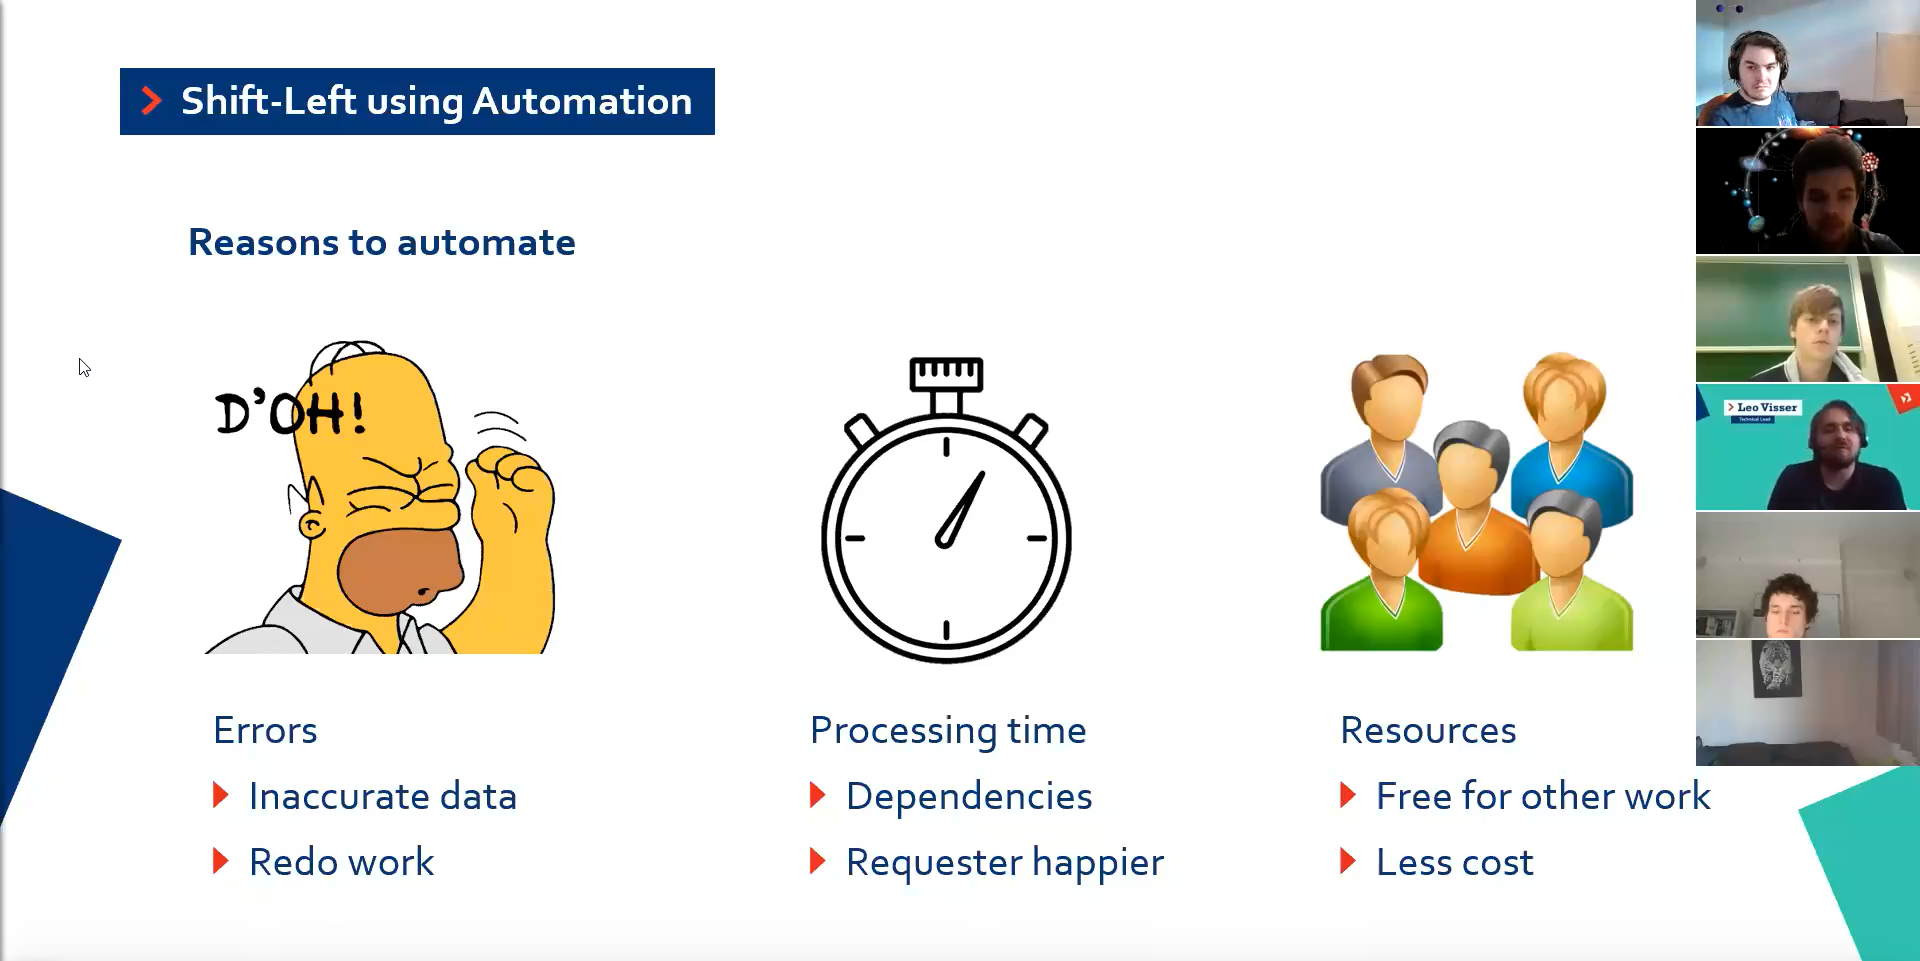 Shift-Left using Automation
Reasons to automate
D'OH!
Errors
Inaccurate data
Redo work
Processing time
Dependencies
Requester happier
Resources
Free for other work
Less cost
Leo Visser
Technical Lead